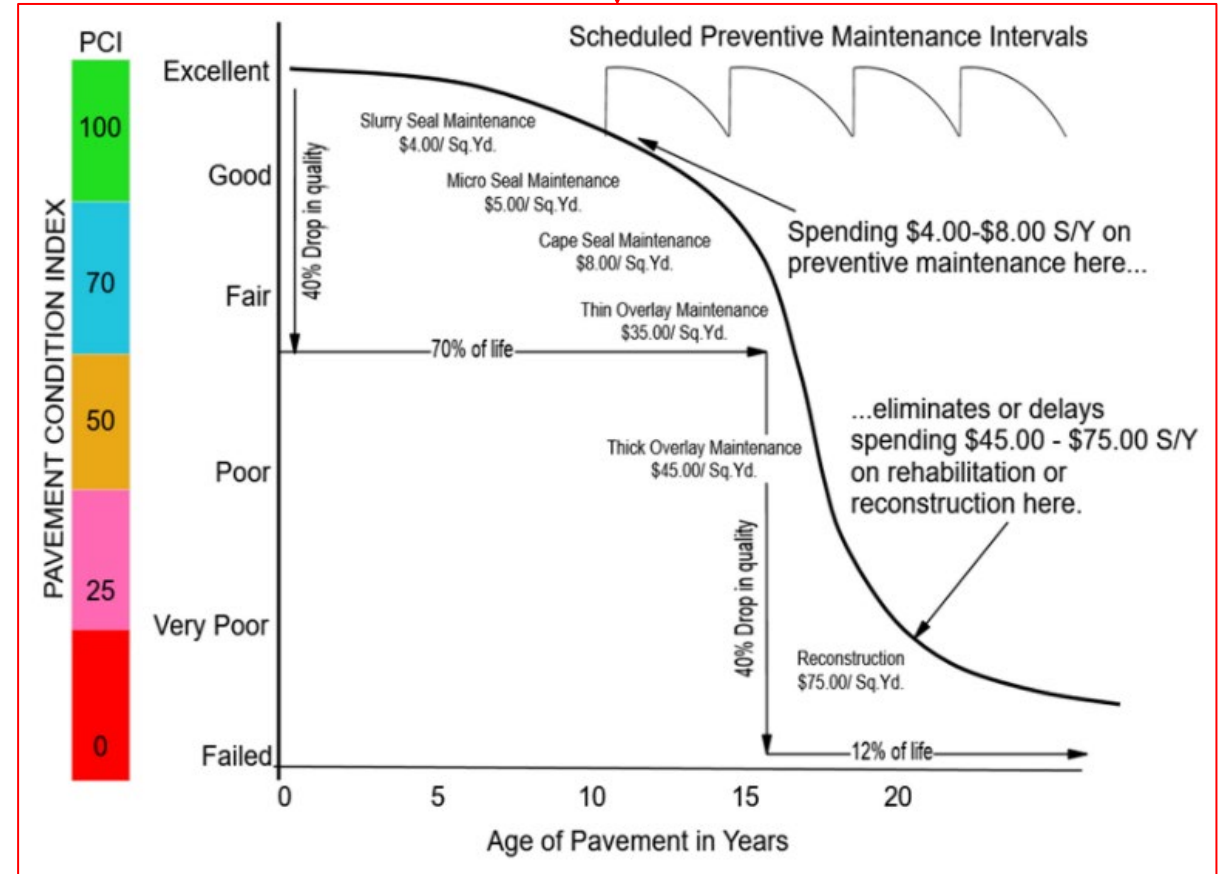 PCI
Scheduled Preventive Maintenance Intervals
Excellent
100
Slurry Seal Maintenance
$4.00/ Sq.Yd.
Good
40% Drop in quality
Micro Seal Maintenance
$5.00/ Sq.Yd.
Cape Seal Maintenance
$8.00/ Sq.Yd.
Spending $4.00-$8.00 S/Y on
preventive maintenance here...
PAVEMENT CONDITION INDEX
70
Fair
Thin Overlay Maintenance
$35.00/ Sq.Yd.
70% of life
50
...eliminates or delays
spending $45.00 - $75.00 S/Y
on rehabilitation or
reconstruction here.
Thick Overlay Maintenance
$45.00/ Sq.Yd.
Poor
25
40% Drop in quality
Very Poor
Reconstruction
$75.00/ Sq.Yd.
0
Failed
12% of life
0 5 10 15 20
Age of Pavement in Years